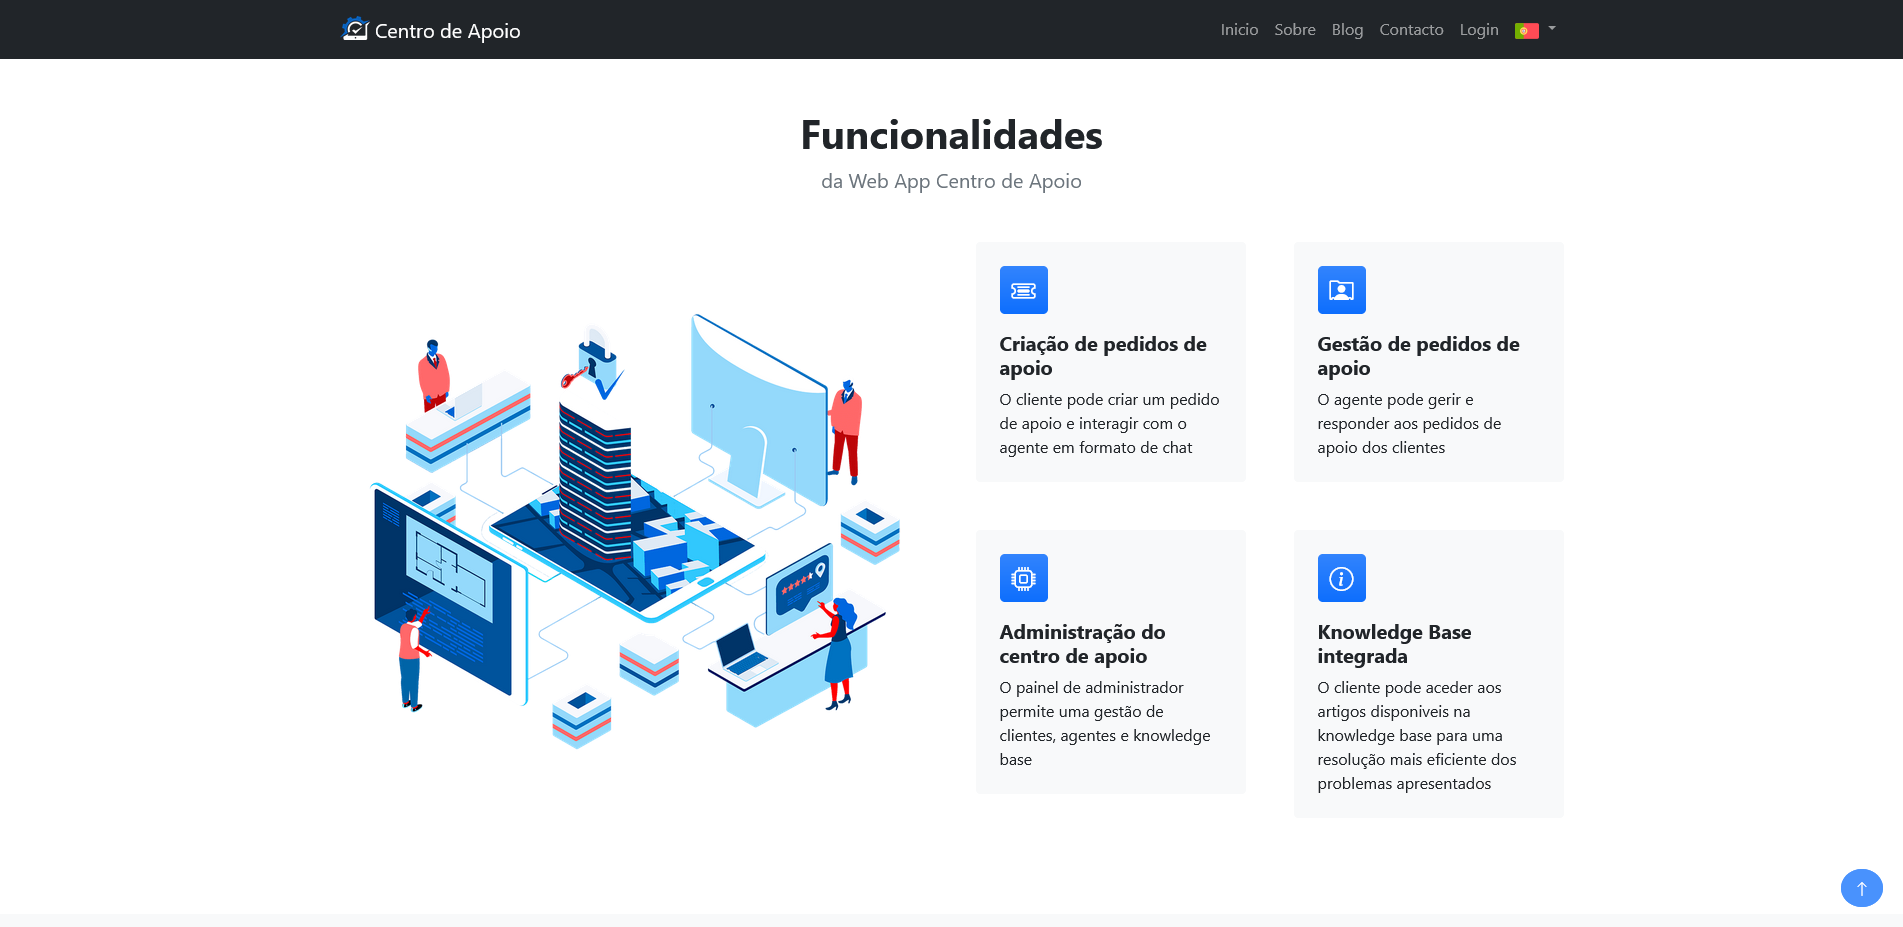 Centro de Apoio
Inicio Sobre Blog Contacto Login
Funcionalidades
da Web App Centro de Apoio
Criação de pedidos de
apoio
O cliente pode criar um pedido
de apoio e interagir com o
agente em formato de chat
Gestão de pedidos de
apoio
O agente pode gerir e
responder aos pedidos de
apoio dos clientes
Administração do
centro de apoio
O painel de administrador
permite uma gestão de
clientes, agentes e knowledge
base
Knowledge Base
integrada
O cliente pode aceder aos
artigos disponiveis na
knowledge base para uma
resolução mais eficiente dos
problemas apresentados